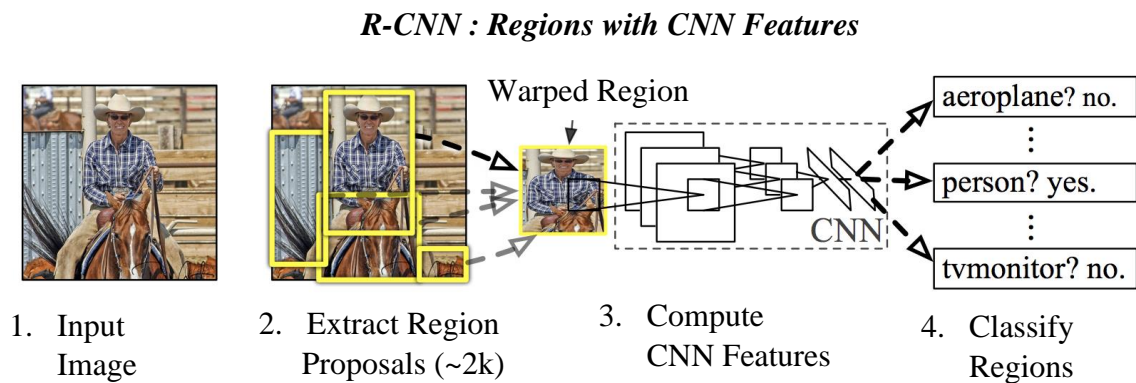 R-CNN : Regions with CNN Features
Warped Region
aeroplane? no.
⋮
person? yes.
⋮
tvmonitor? no.
CNN
1. Input
Image
2. Extract Region
Proposals (~2k)
3. Compute
CNN Features
4. Classify
Regions